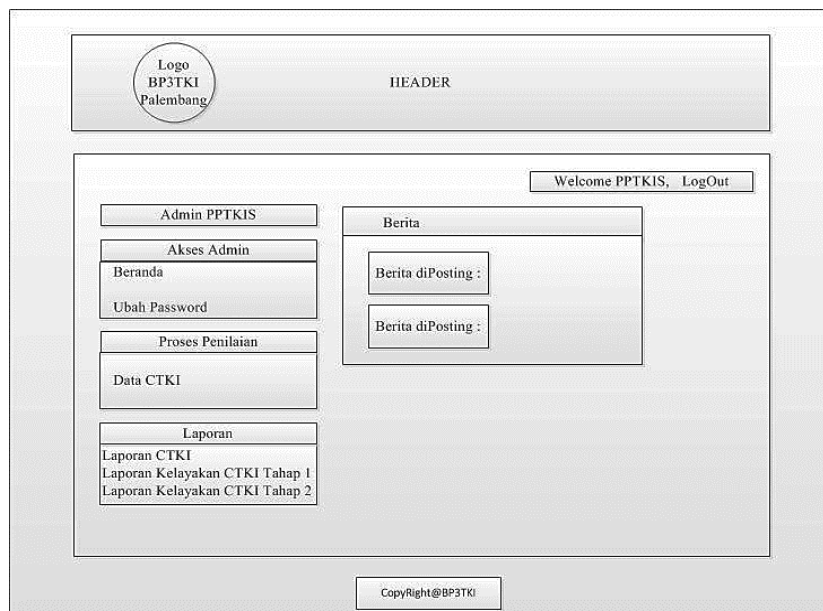 Logo
BP3TKI
Palembang
HEADER
Welcome PPTKIS, LogOut
Admin PPTKIS
Akses Admin
Beranda
Ubah Password
Proses Penilaian
Data CTKI
Laporan
Laporan CTKI
Laporan Kelayakan CTKI Tahap 1
Laporan Kelayakan CTKI Tahap 2
Berita
Berita diPosting :
Berita diPosting :
CopyRight@BP3TKI